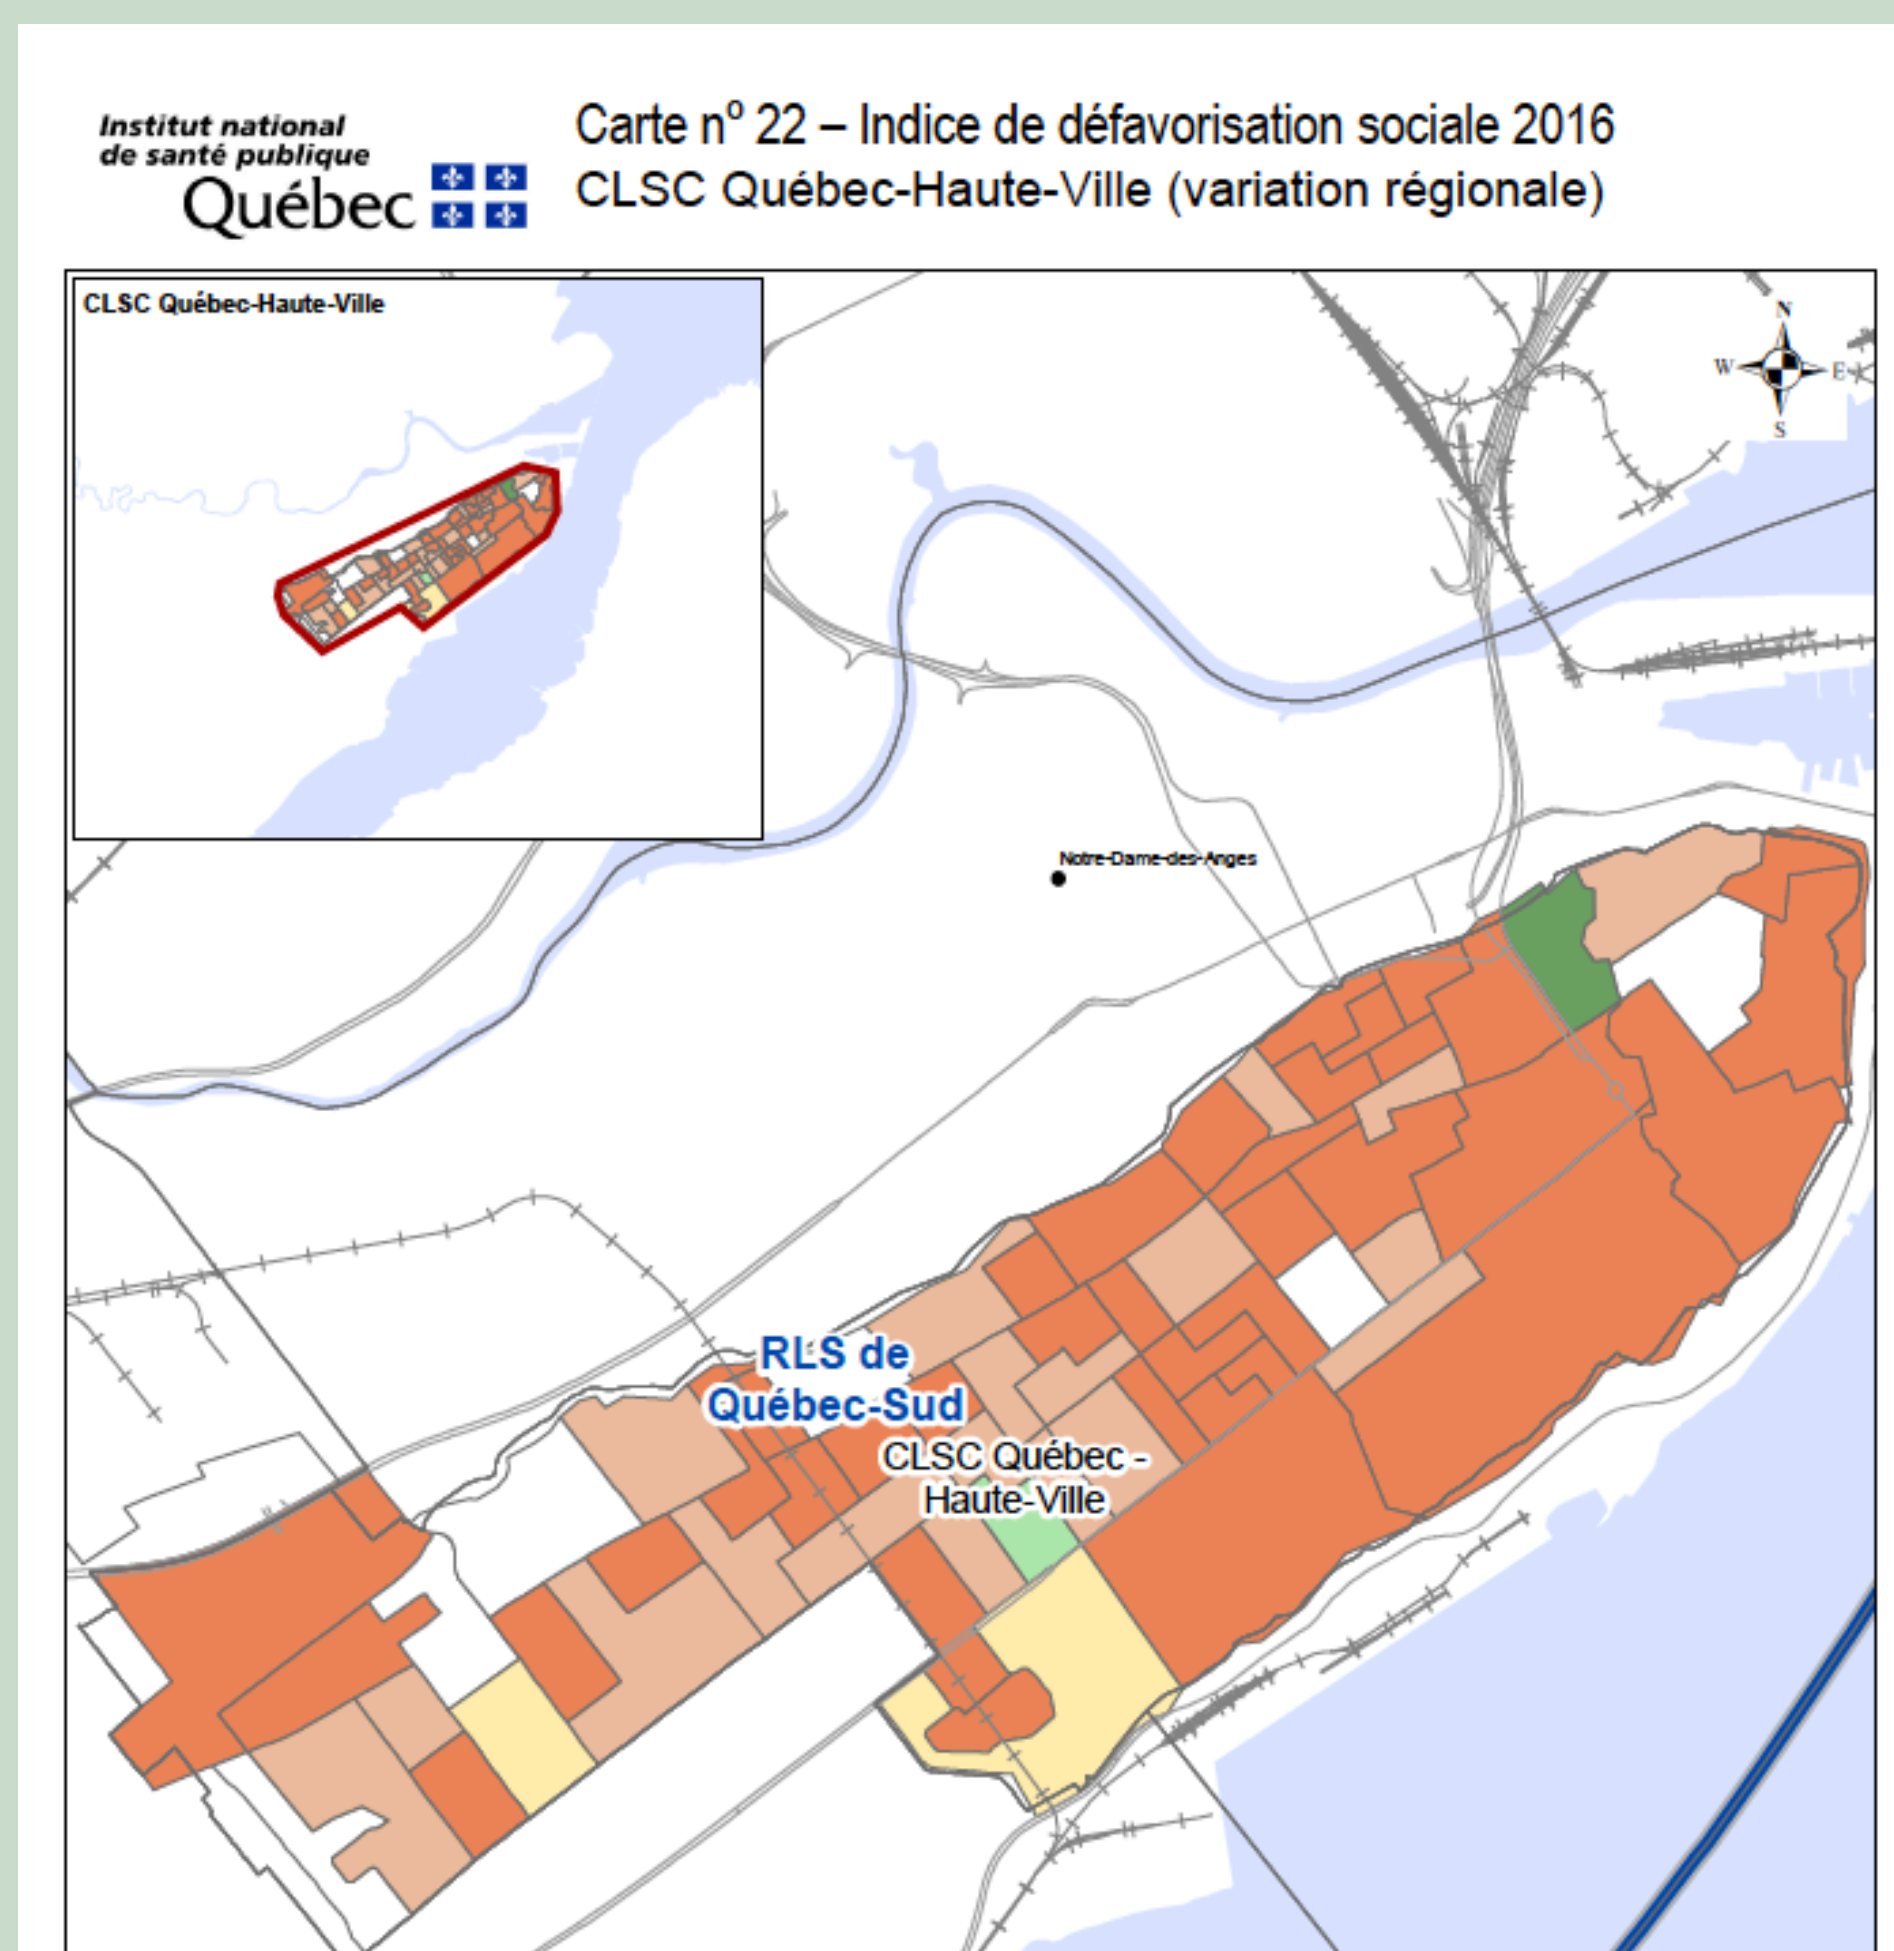 Institut national
de santé publique
Québec
Carte nº 22 – Indice de défavorisation sociale 2016
CLSC Québec-Haute-Ville (variation régionale)
CLSC Québec-Haute-Ville
N
W
E
S
Notre-Dame-des-Anges
RLS de
Québec-Sud
CLSC Québec -
Haute-Ville